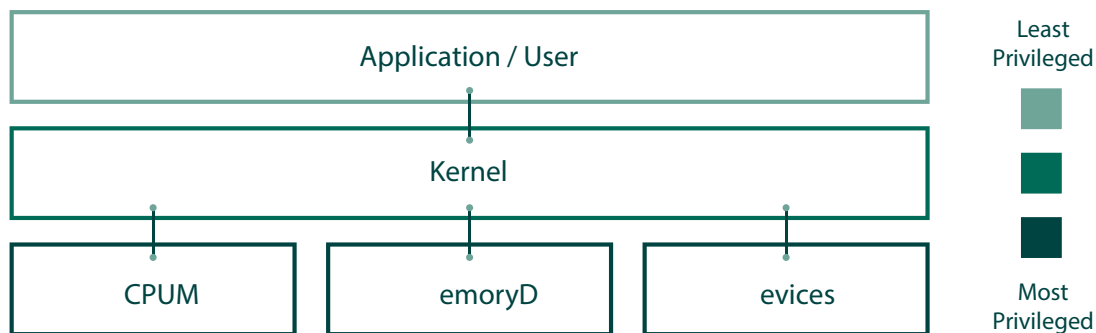 Application / User
Kernel
CPUM
emoryD
evices
Least
Privileged
Most
Privileged